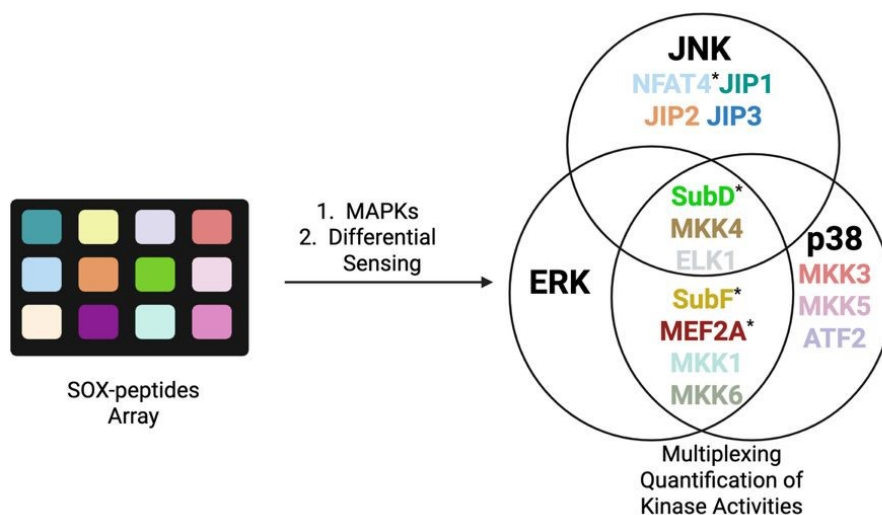 SOX-peptides
Array
1. MAPKs
2. Differential
Sensing
JNK
NFAT4*JIP1
JIP2 JIP3
SubD*
MKK4
ELK1
ERK
SubF*
MEF2A*
MKK1
MKK6
p38
MKK3
MKK5
ATF2
Multiplexing
Quantification of
Kinase Activities